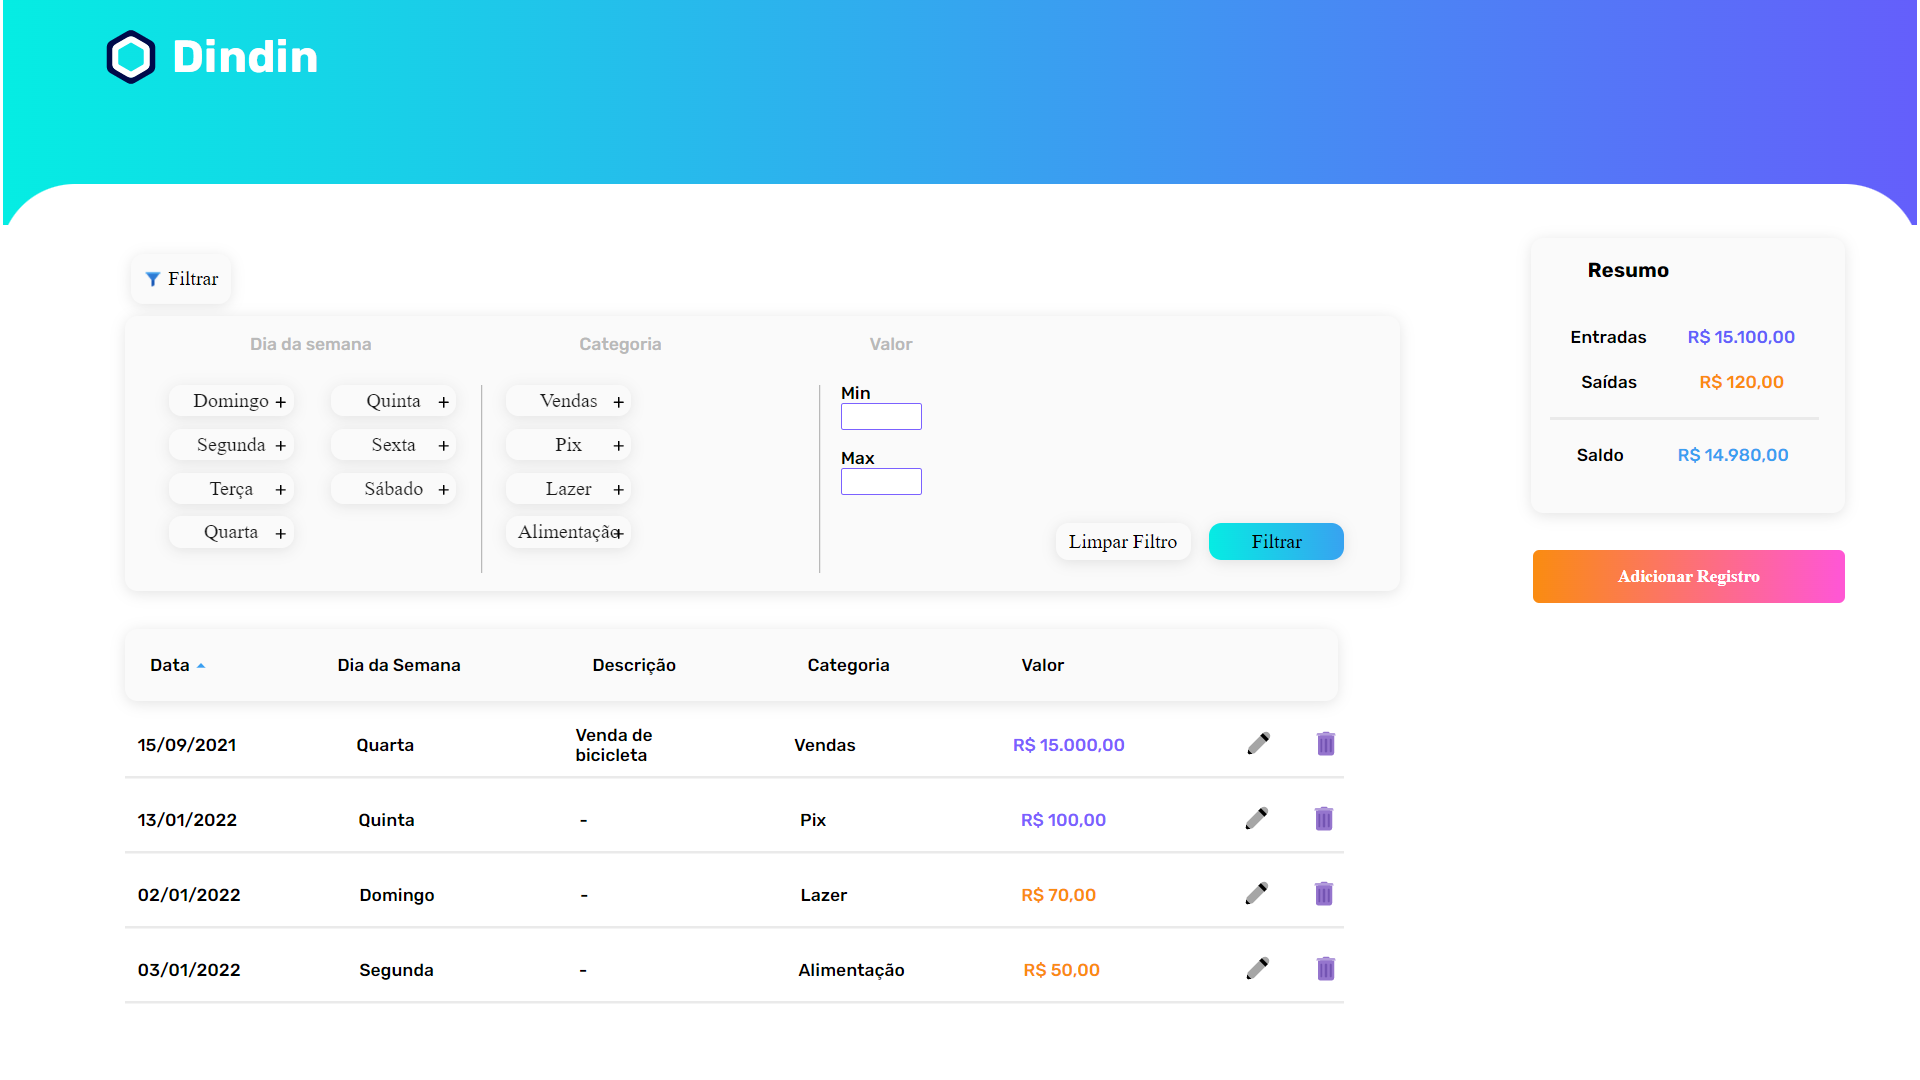 Dindin
Filtrar
Dia da semana
Categoria
Valor
Domingo + Quinta +
Segunda + Sexta +
Terça + Sábado +
Quarta +
Vendas +
Pix +
Lazer +
Alimentação +
Min
Max
Limpar Filtro
Filtrar
Resumo
Entradas R$ 15.100,00
Saídas R$ 120,00
Saldo R$ 14.980,00
Adicionar Registro
Data Dia da Semana Descrição Categoria Valor
15/09/2021 Quarta Venda de bicicleta Vendas R$ 15.000,00
13/01/2022 Quinta - Pix R$ 100,00
02/01/2022 Domingo - Lazer R$ 70,00
03/01/2022 Segunda - Alimentação R$ 50,00